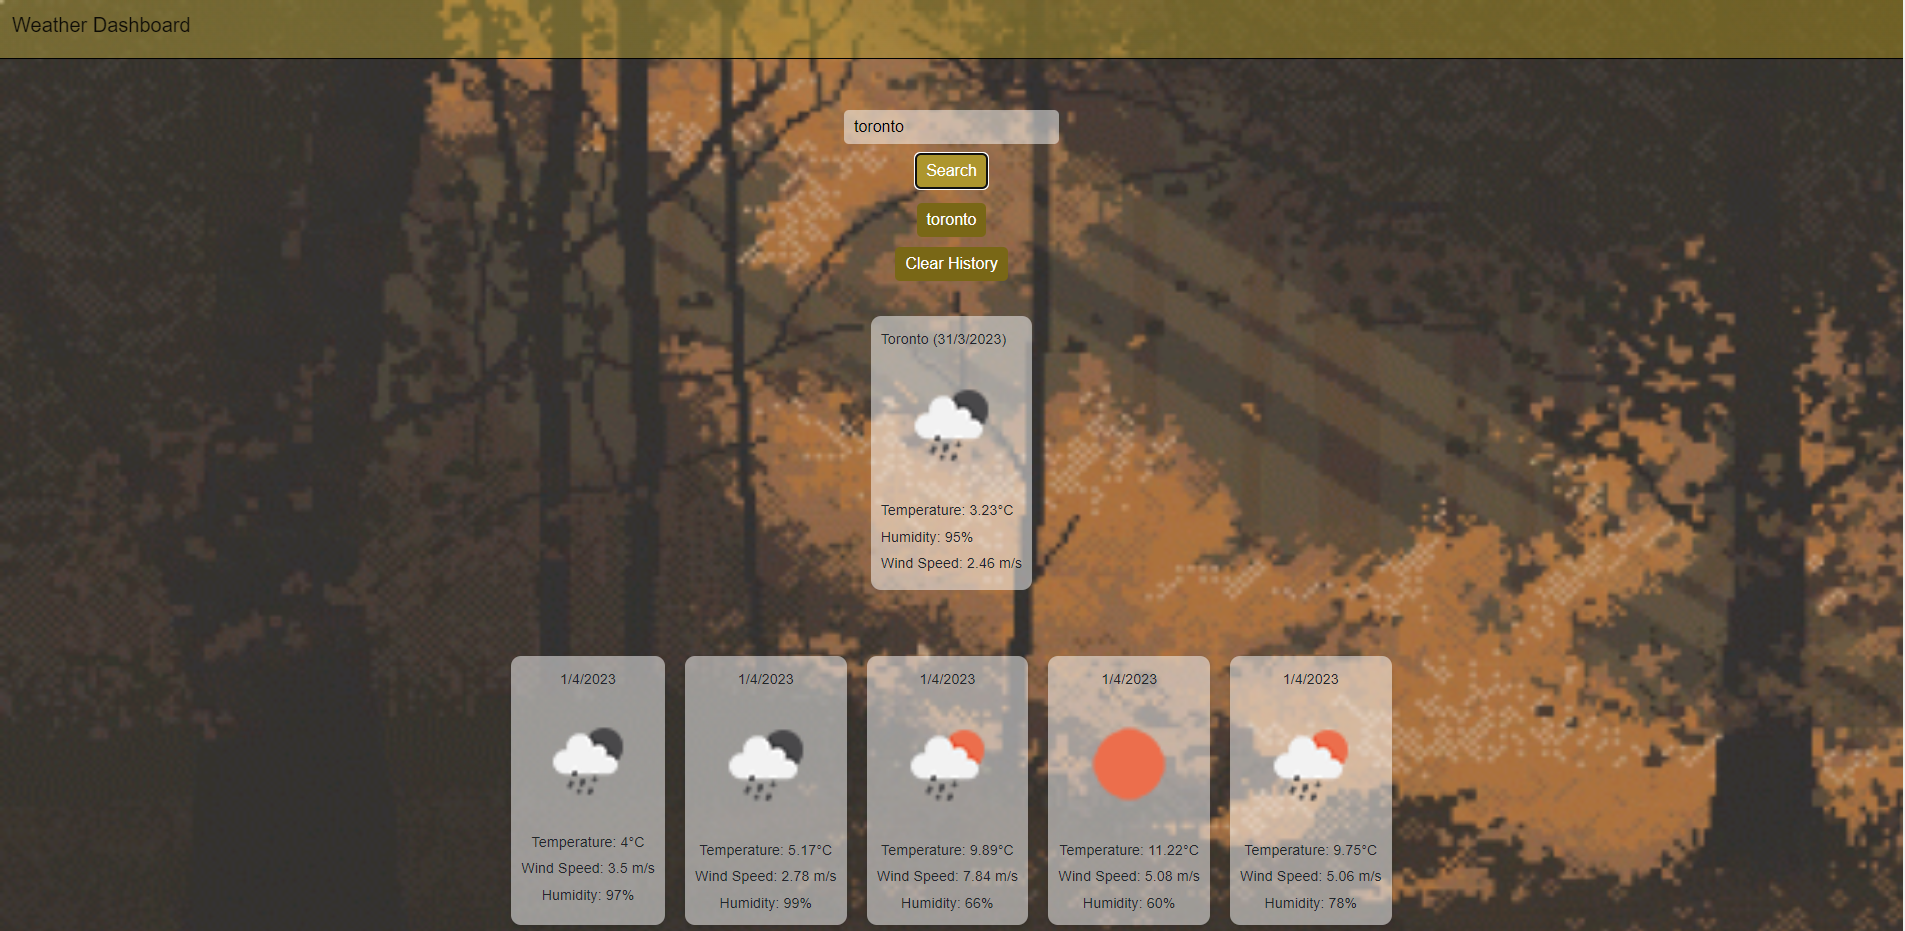 Weather Dashboard
toronto
Search
toronto
Clear History
Toronto (31/3/2023)
Temperature: 3.23°C
Humidity: 95%
Wind Speed: 2.46 m/s
1/4/2023
Temperature: 4°C
Wind Speed: 3.5 m/s
Humidity: 97%
1/4/2023
Temperature: 5.17°C
Wind Speed: 2.78 m/s
Humidity: 99%
1/4/2023
Temperature: 9.89°C
Wind Speed: 7.84 m/s
Humidity: 66%
1/4/2023
Temperature: 11.22°C
Wind Speed: 5.08 m/s
Humidity: 60%
1/4/2023
Temperature: 9.75°C
Wind Speed: 5.06 m/s
Humidity: 78%